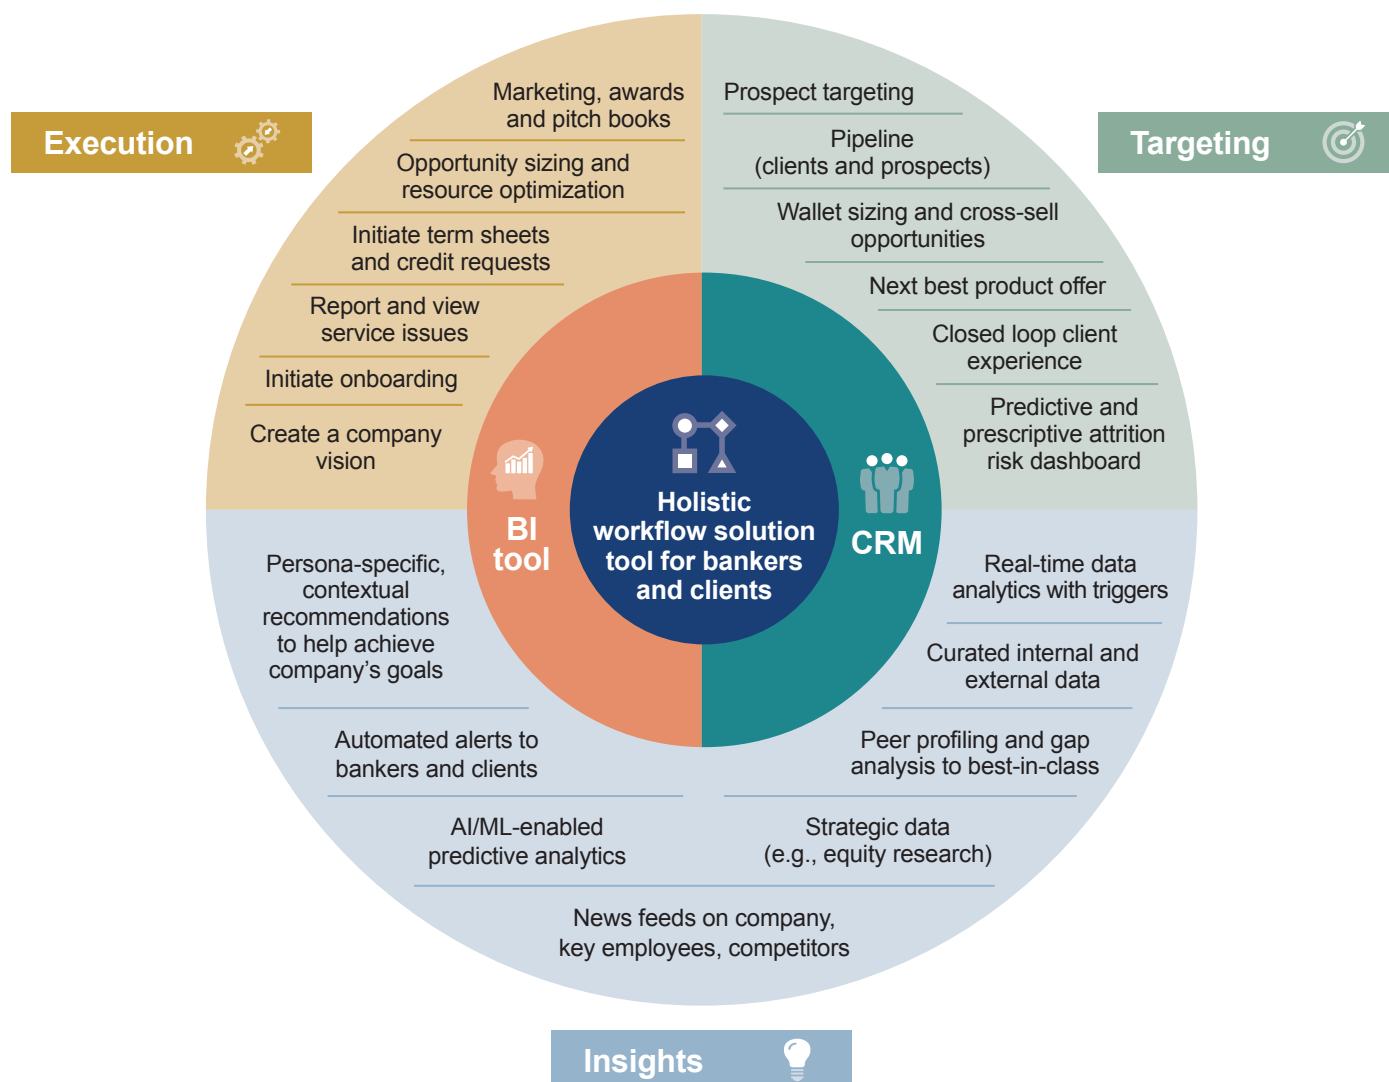 Execution
Marketing, awards
and pitch books
Opportunity sizing and
resource optimization
Initiate term sheets
and credit requests
Report and view
service issues
Initiate onboarding
Create a company
vision
Targeting
Prospect targeting
Pipeline
(clients and prospects)
Wallet sizing and cross-sell
opportunities
Next best product offer
Closed loop client
experience
Predictive and
prescriptive attrition
risk dashboard
BI
tool
Holistic
workflow solution
tool for bankers
and clients
CRM
Persona-specific,
contextual
recommendations
to help achieve
company’s goals
Automated alerts to
bankers and clients
AI/ML-enabled
predictive analytics
Real-time data
analytics with triggers
Curated internal and
external data
Peer profiling and gap
analysis to best-in-class
Strategic data
(e.g., equity research)
News feeds on company,
key employees, competitors
Insights